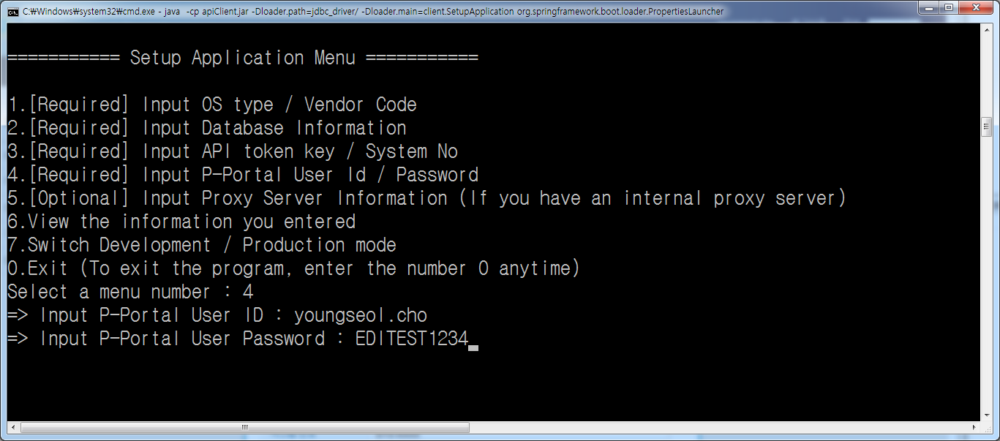 C:₩Windows₩system32₩cmd.exe - java  -cp apiClient.jar -Dloader.path=jdbc_driver/ -Dloader.main=client.SetupApplication org.springframework.boot.loader.PropertiesLauncher
=========== Setup Application Menu ===========
1.[Required] Input OS type / Vendor Code
2.[Required] Input Database Information
3.[Required] Input API token key / System No
4.[Required] Input P-Portal User Id / Password
5.[Optional] Input Proxy Server Information (If you have an internal proxy server)
6.View the information you entered
7.Switch Development / Production mode
0.Exit (To exit the program, enter the number 0 anytime)
Select a menu number : 4
=> Input P-Portal User ID : youngseol.cho
=> Input P-Portal User Password : EDITEST1234